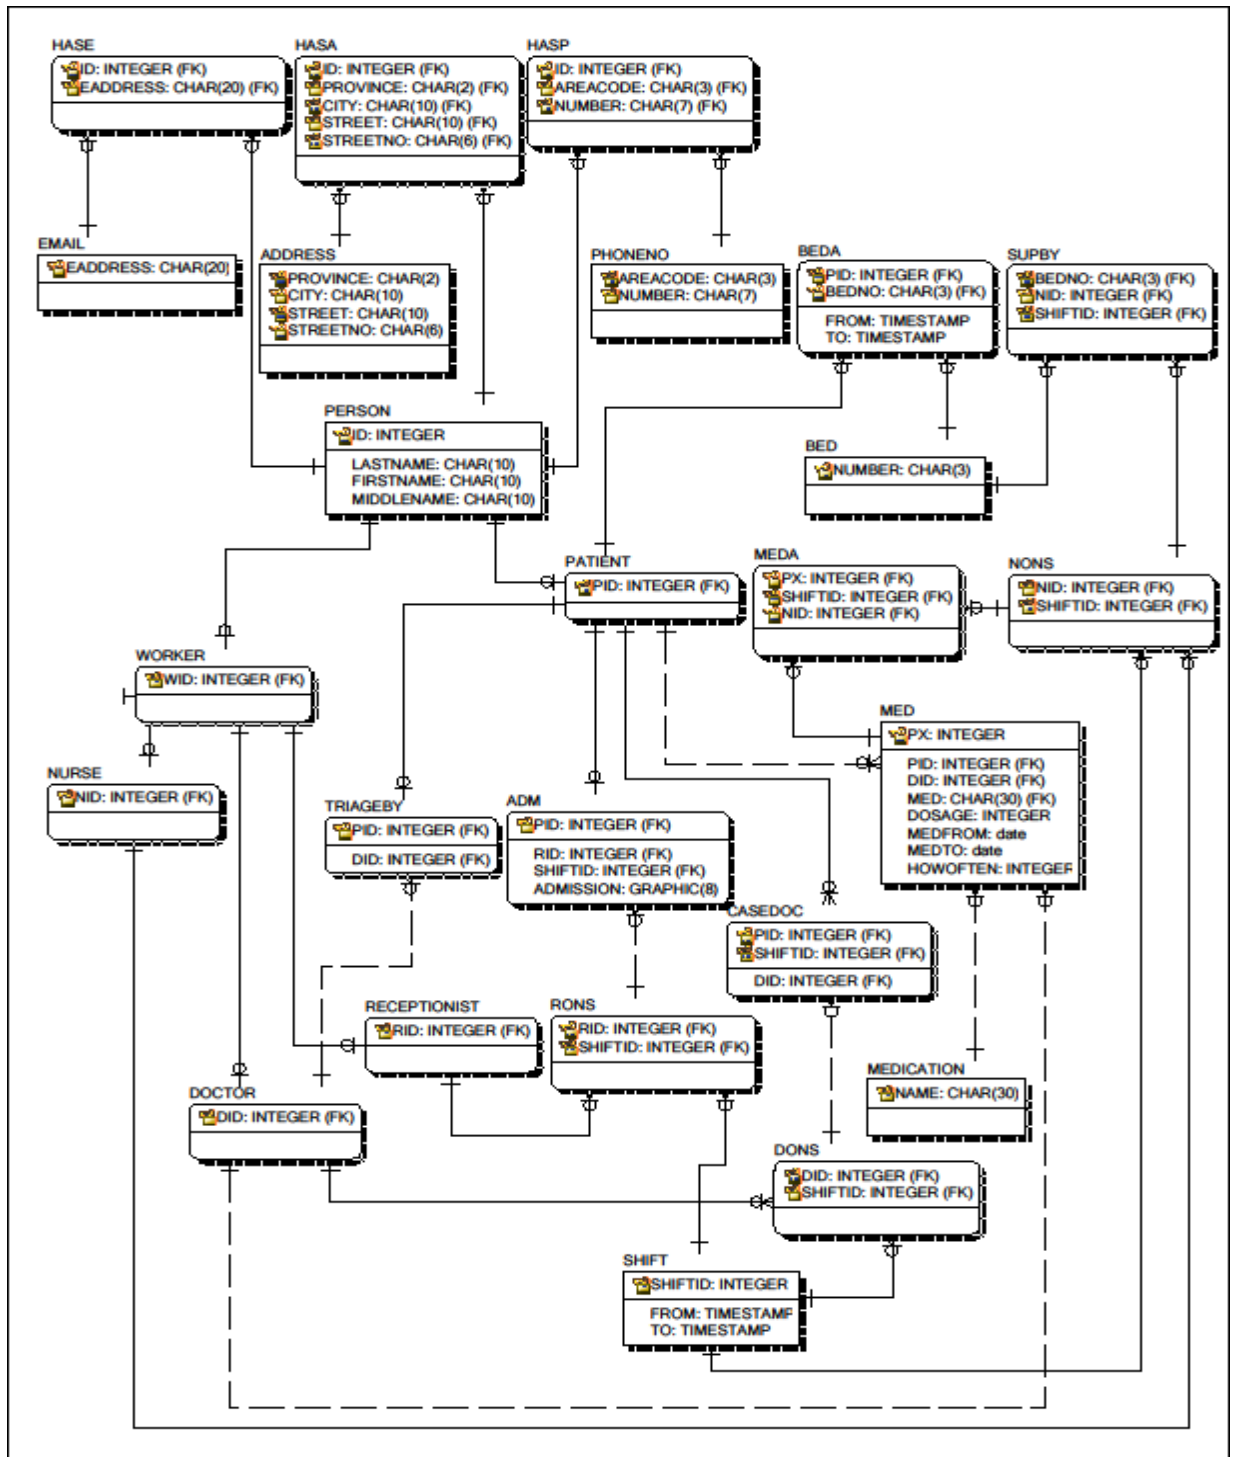 HASE
ID: INTEGER (FK)
EADDRESS: CHAR(20) (FK)
HASA
ID: INTEGER (FK)
PROVINCE: CHAR(2) (FK)
CITY: CHAR(10) (FK)
STREET: CHAR(10) (FK)
STREETNO: CHAR(6) (FK)
HASP
ID: INTEGER (FK)
AREACODE: CHAR(3) (FK)
NUMBER: CHAR(7) (FK)
EMAIL
EADDRESS: CHAR(20)
ADDRESS
PROVINCE: CHAR(2)
CITY: CHAR(10)
STREET: CHAR(10)
STREETNO: CHAR(6)
PHONENO
AREACODE: CHAR(3)
NUMBER: CHAR(7)
BEDA
PID: INTEGER (FK)
BEDNO: CHAR(3) (FK)
FROM: TIMESTAMP
TO: TIMESTAMP
SUPBY
BEDNO: CHAR(3) (FK)
NID: INTEGER (FK)
SHIFTID: INTEGER (FK)
PERSON
ID: INTEGER
LASTNAME: CHAR(10)
FIRSTNAME: CHAR(10)
MIDDLENAME: CHAR(10)
BED
NUMBER: CHAR(3)
PATIENT
PID: INTEGER (FK)
MEDA
PX: INTEGER (FK)
SHIFTID: INTEGER (FK)
NID: INTEGER (FK)
NONS
NID: INTEGER (FK)
SHIFTID: INTEGER (FK)
WORKER
WID: INTEGER (FK)
MED
PX: INTEGER
PID: INTEGER (FK)
DID: INTEGER (FK)
MED: CHAR(30) (FK)
DOSAGE: INTEGER
MEDFROM: date
MEDTO: date
HOWOFTEN: INTEGER
NURSE
NID: INTEGER (FK)
TRIAGEBY
PID: INTEGER (FK)
DID: INTEGER (FK)
ADM
PID: INTEGER (FK)
RID: INTEGER (FK)
SHIFTID: INTEGER (FK)
ADMISSION: GRAPHIC(8)
CASEDOC
PID: INTEGER (FK)
SHIFTID: INTEGER (FK)
DID: INTEGER (FK)
RECEPTIONIST
RID: INTEGER (FK)
RONS
RID: INTEGER (FK)
SHIFTID: INTEGER (FK)
MEDICATION
NAME: CHAR(30)
DOCTOR
DID: INTEGER (FK)
DONS
DID: INTEGER (FK)
SHIFTID: INTEGER (FK)
SHIFT
SHIFTID: INTEGER
FROM: TIMESTAMP
TO: TIMESTAMP